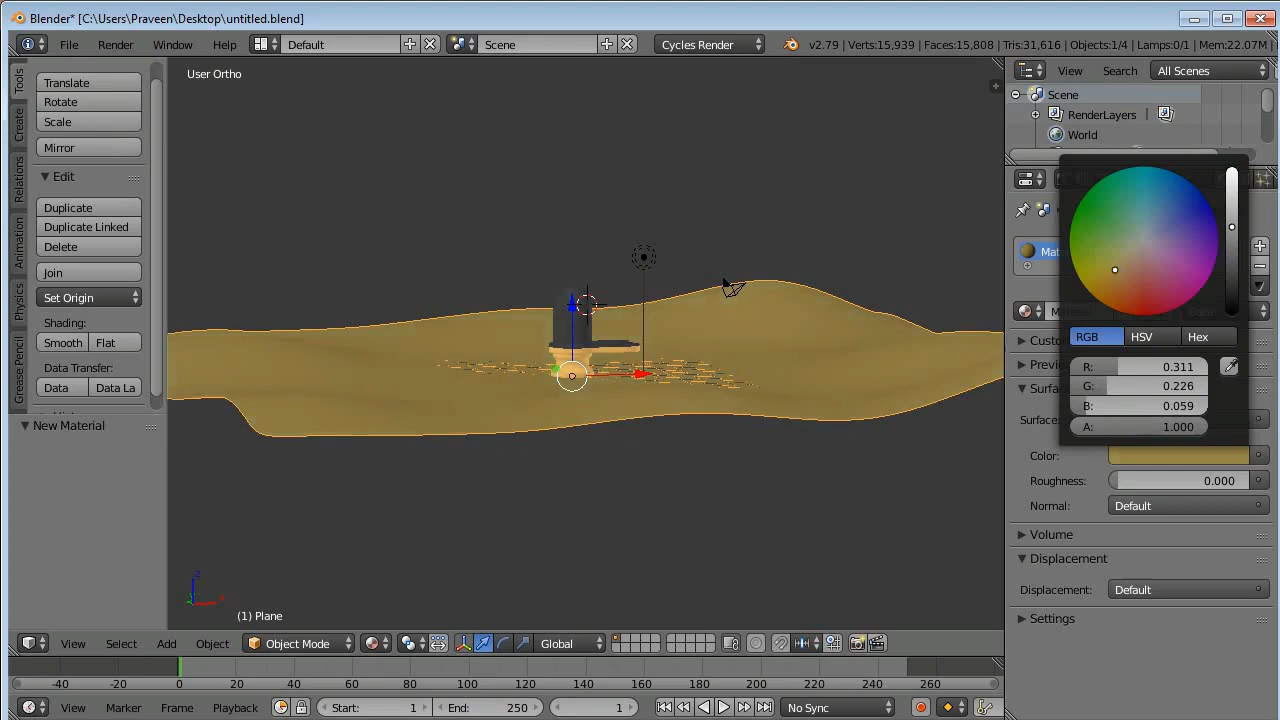 Blender* [C:\Users\Praveen\Desktop\untitled.blend]
File Render Window Help Default Scene Cycles Render v2.79 | Verts:15,939 | Faces:15,808 | Tris:31,616 | Objects:1/4 | Lamps:0/1 | Mem:22.07M
Tools
Create
Relations
Animation
Physics
Grease Pencil
Translate
Rotate
Scale
Mirror
Edit
Duplicate
Duplicate Linked
Delete
Join
Set Origin
Shading:
Smooth Flat
Data Transfer:
Data Data La
New Material
User Ortho
(1) Plane
View Search All Scenes
Scene
RenderLayers
World
Mat
RGB HSV Hex
R: 0.311
G: 0.226
B: 0.059
A: 1.000
Custo
Previ
Surfa
Surface:
Color:
Roughness: 0.000
Normal: Default
Volume
Displacement
Displacement: Default
Settings
View Select Add Object Object Mode Global
-40 -20 0 20 40 60 80 100 120 140 160 180 200 220 240 260
View Marker Frame Playback Start: 1 End: 250 1 No Sync